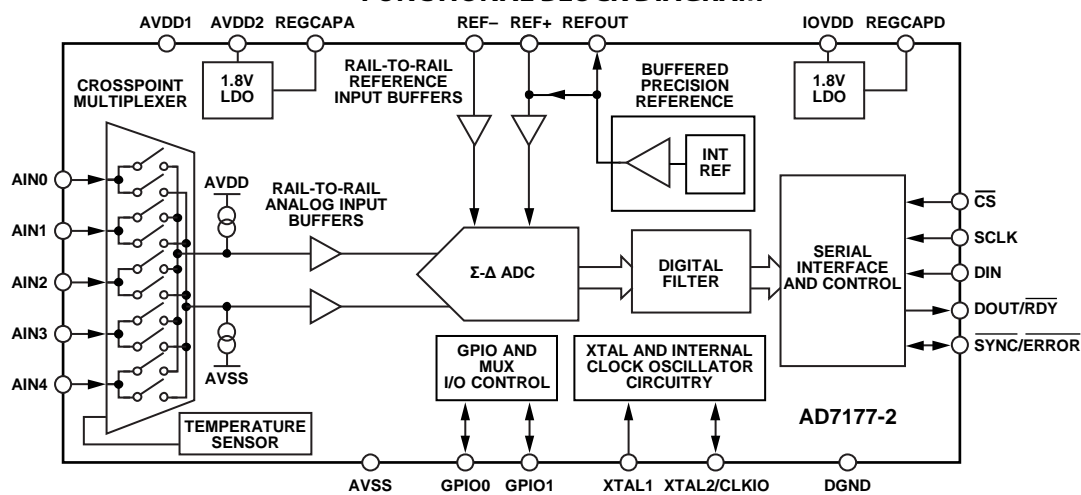 AVDD1 AVDD2 REGCAPA REF– REF+ REFOUT IOVDD REGCAPD
CROSSPOINT
MULTIPLEXER
1.8V
LDO
RAIL-TO-RAIL
REFERENCE
INPUT BUFFERS
BUFFERED
PRECISION
REFERENCE
INT
REF
1.8V
LDO
AIN0
AIN1
AIN2
AIN3
AIN4
AVDD
AVSS
RAIL-TO-RAIL
ANALOG INPUT
BUFFERS
Σ-Δ ADC
DIGITAL
FILTER
SERIAL
INTERFACE
AND CONTROL
CS
SCLK
DIN
DOUT/RDY
SYNC/ERROR
GPIO AND
MUX
I/O CONTROL
XTAL AND INTERNAL
CLOCK OSCILLATOR
CIRCUITRY
TEMPERATURE
SENSOR
AD7177-2
AVSS GPIO0 GPIO1 XTAL1 XTAL2/CLKIO DGND